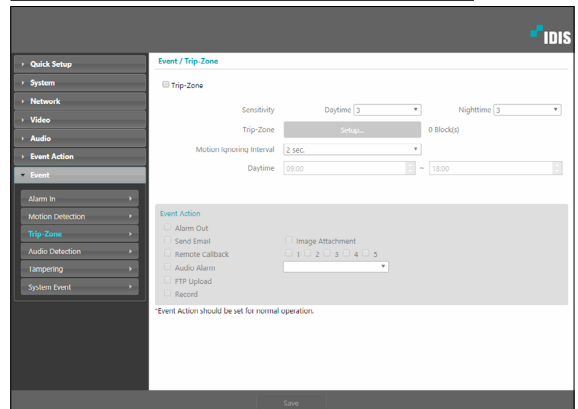 IDIS
Quick Setup
System
Network
Video
Audio
Event Action
Event
Alarm In
Motion Detection
Trip-Zone
Audio Detection
Tampering
System Event
Event / Trip-Zone
Trip-Zone
Sensitivity Daytime 3 Nighttime 3
Trip-Zone Setup... 0 Block(s)
Motion Ignoring Interval 2 sec.
Daytime 09:00 ~ 18:00
Event Action
Alarm Out
Send Email Image Attachment
Remote Callback 1 2 3 4 5
Audio Alarm
FTP Upload
Record
*Event Action should be set for normal operation.
Save